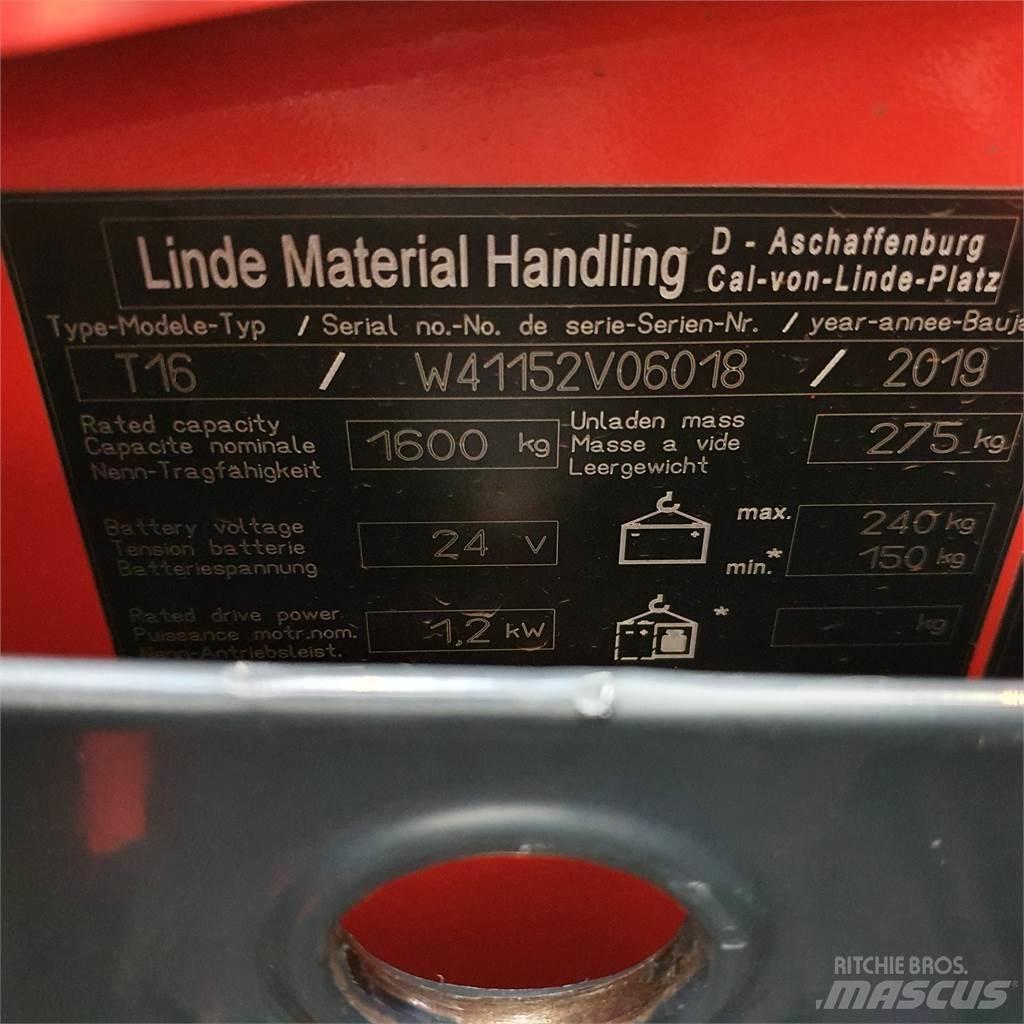 Linde Material Handling
D - Aschaffenburg
Cal-von-Linde-Platz
Type-Modele-Typ / Serial no.-No. de serie-Serien-Nr. / year-annee-Bauja
T16 / W41152V06018 / 2019
Rated capacity
Capacite nominale
Nenn-Tragfähigkeit
1600 kg
Unladen mass
Masse a vide
Leergewicht
275 kg
Battery voltage
Tension batterie
Batteriespannung
24 V
max. 240 kg
min.* 150 kg
Rated drive power
Puissance motr.nom.
Nenn-Antriebsleist.
1,2 kW
* kg
RITCHIE BROS.
MASCUS